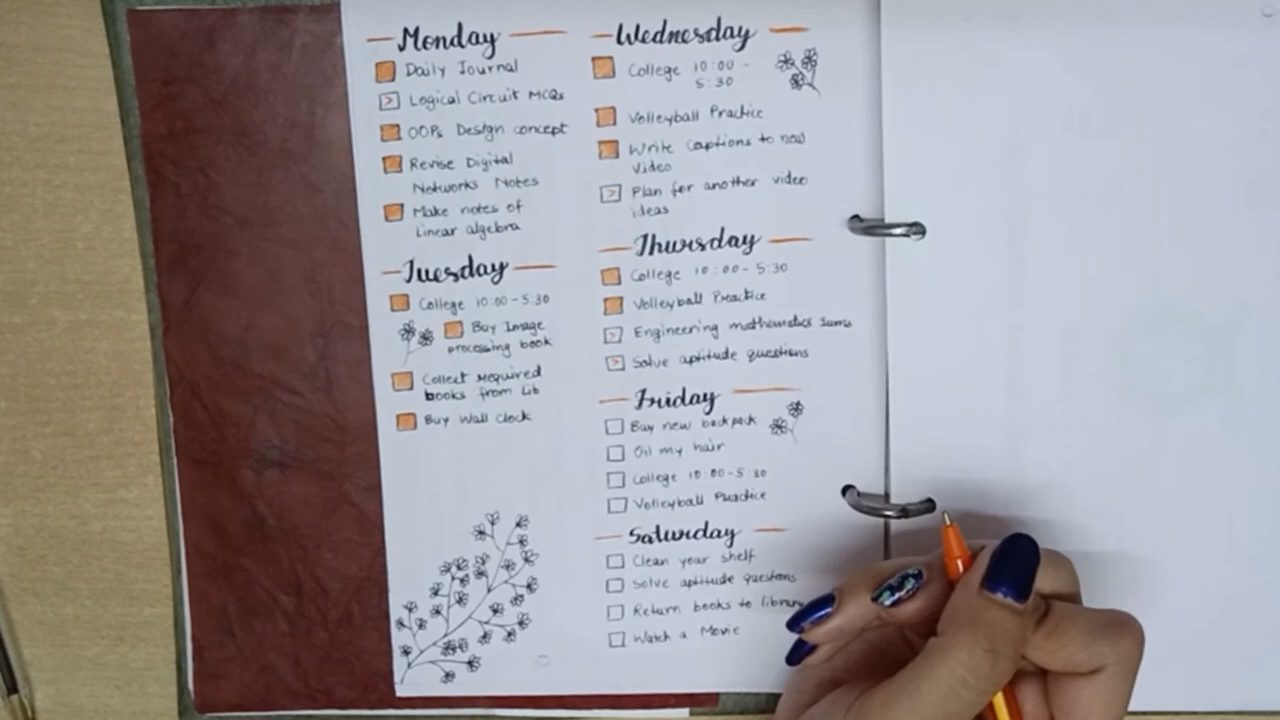 Monday
Daily Journal
> Logical Circuit MCQs
OOPs Design concept
Revise Digital
Networks Notes
Make notes of
Linear algebra
Tuesday
College 10:00-5:30
Buy Image
processing book
Collect required
books from Lib
Buy Wall clock
Wednesday
College 10:00 -
5:30
Volleyball Practice
Write Captions to new
Video
> Plan for another video
ideas
Thursday
College 10:00-5:30
Volleyball Practice
> Engineering mathematics sums
> Solve aptitude questions
Friday
Buy new backpack
Oil my hair
College 10:00-5:30
Volleyball Practice
Saturday
Clean your shelf
Solve aptitude questions
Return books to library
Watch a Movie